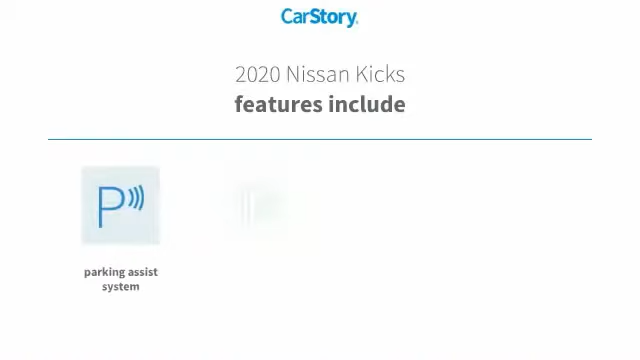 CarStory.
2020 Nissan Kicks
features include
P
parking assist
system